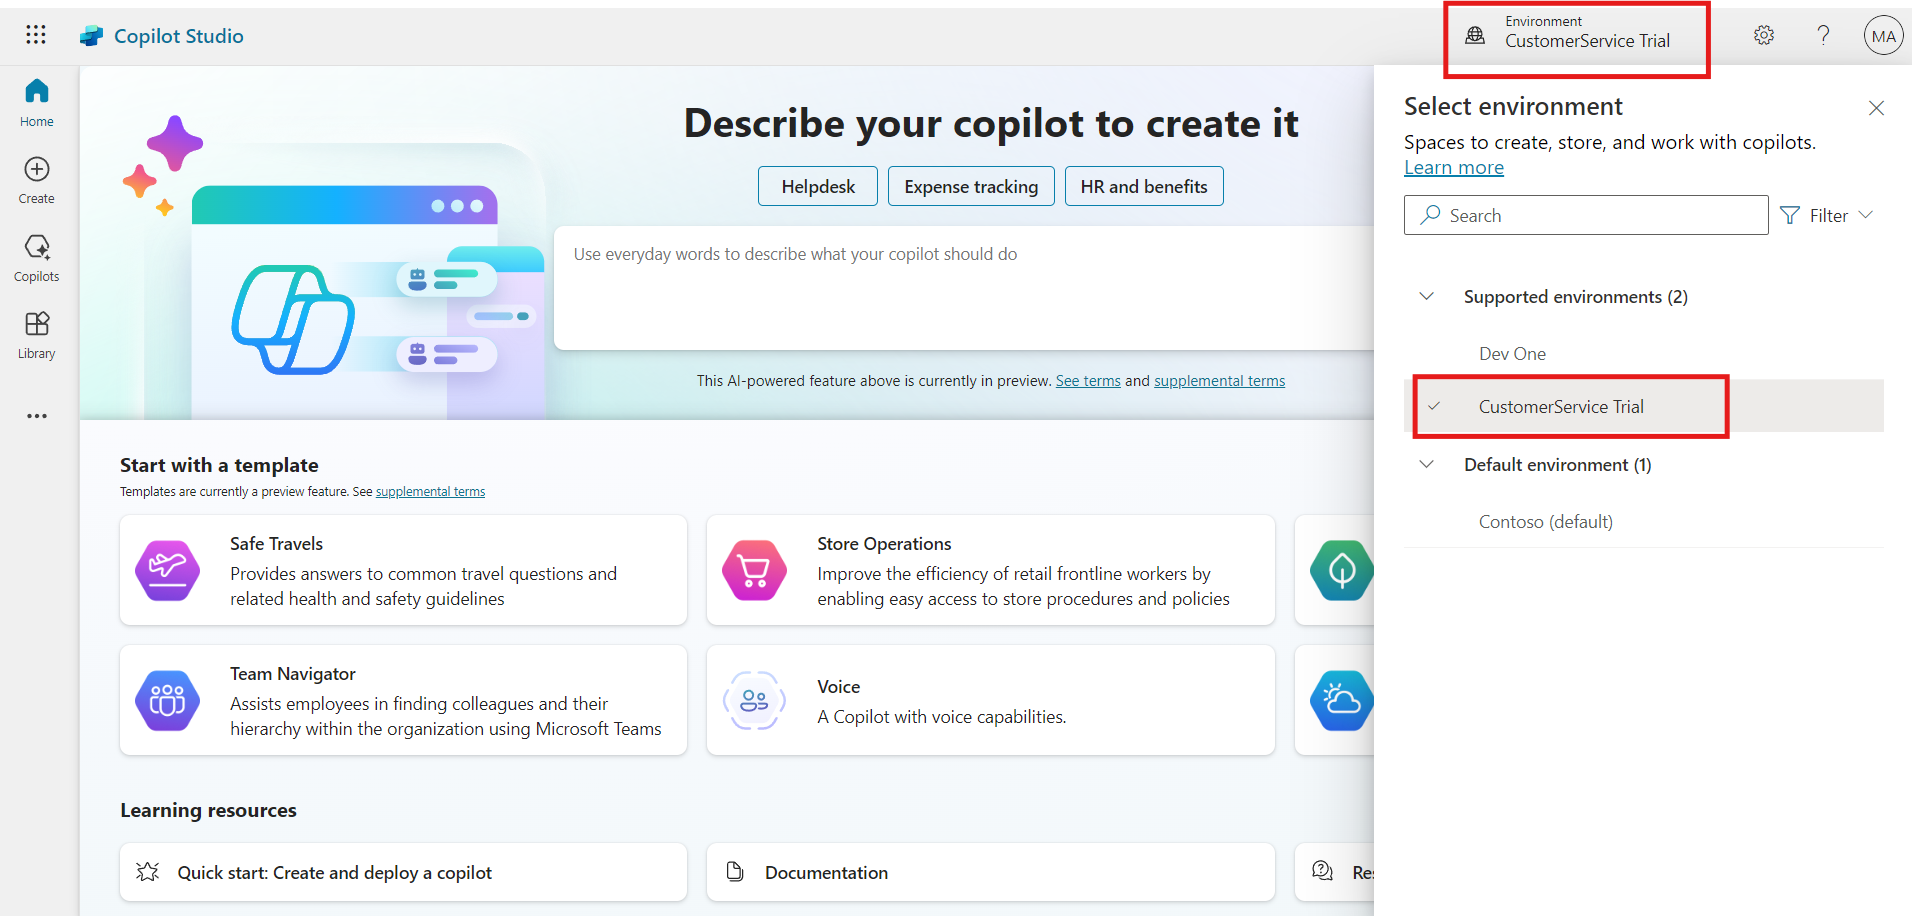 Copilot Studio
Environment
CustomerService Trial
MA
Home
Create
Copilots
Library
Describe your copilot to create it
Helpdesk
Expense tracking
HR and benefits
Use everyday words to describe what your copilot should do
This AI-powered feature above is currently in preview. See terms and supplemental terms
Start with a template
Templates are currently a preview feature. See supplemental terms
Safe Travels
Provides answers to common travel questions and
related health and safety guidelines
Store Operations
Improve the efficiency of retail frontline workers by
enabling easy access to store procedures and policies
Team Navigator
Assists employees in finding colleagues and their
hierarchy within the organization using Microsoft Teams
Voice
A Copilot with voice capabilities.
Learning resources
Quick start: Create and deploy a copilot
Documentation
Select environment
Spaces to create, store, and work with copilots.
Learn more
Search
Filter
Supported environments (2)
Dev One
CustomerService Trial
Default environment (1)
Contoso (default)